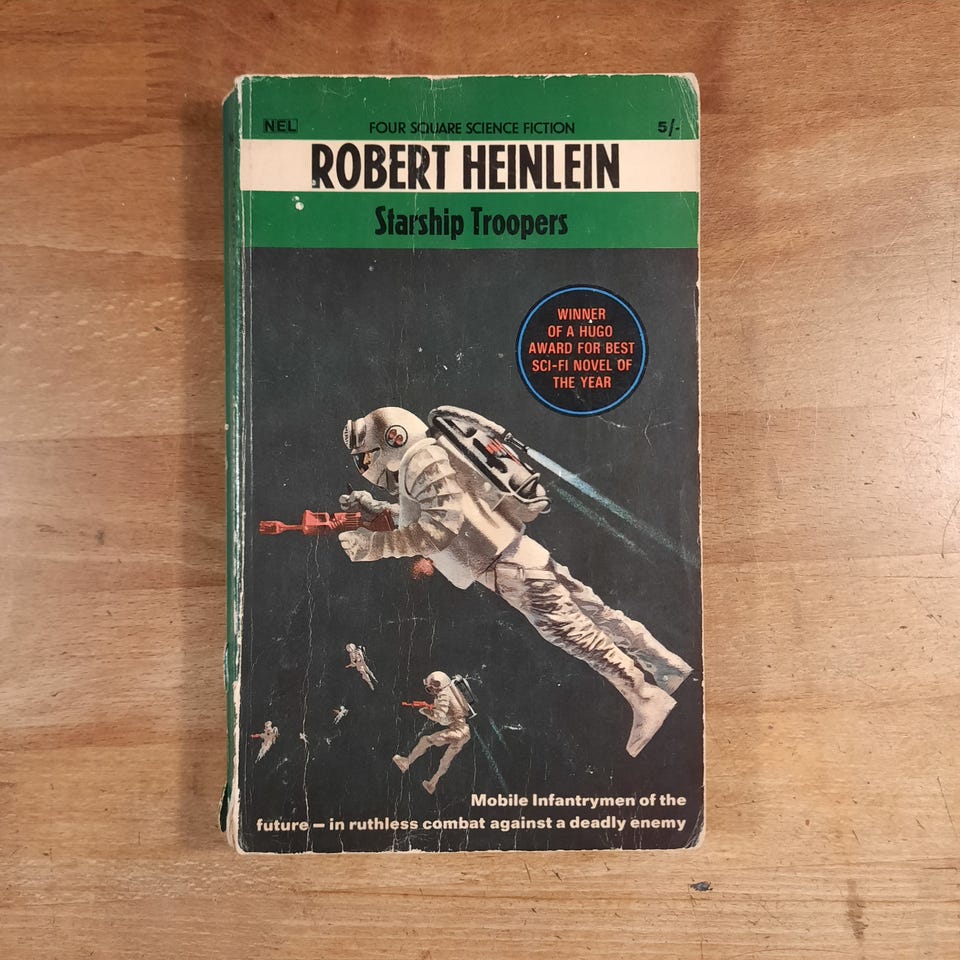 NEL FOUR SQUARE SCIENCE FICTION 5/-
ROBERT HEINLEIN
Starship Troopers
WINNER
OF A HUGO
AWARD FOR BEST
SCI-FI NOVEL OF
THE YEAR
Mobile Infantrymen of the
future — in ruthless combat against a deadly enemy